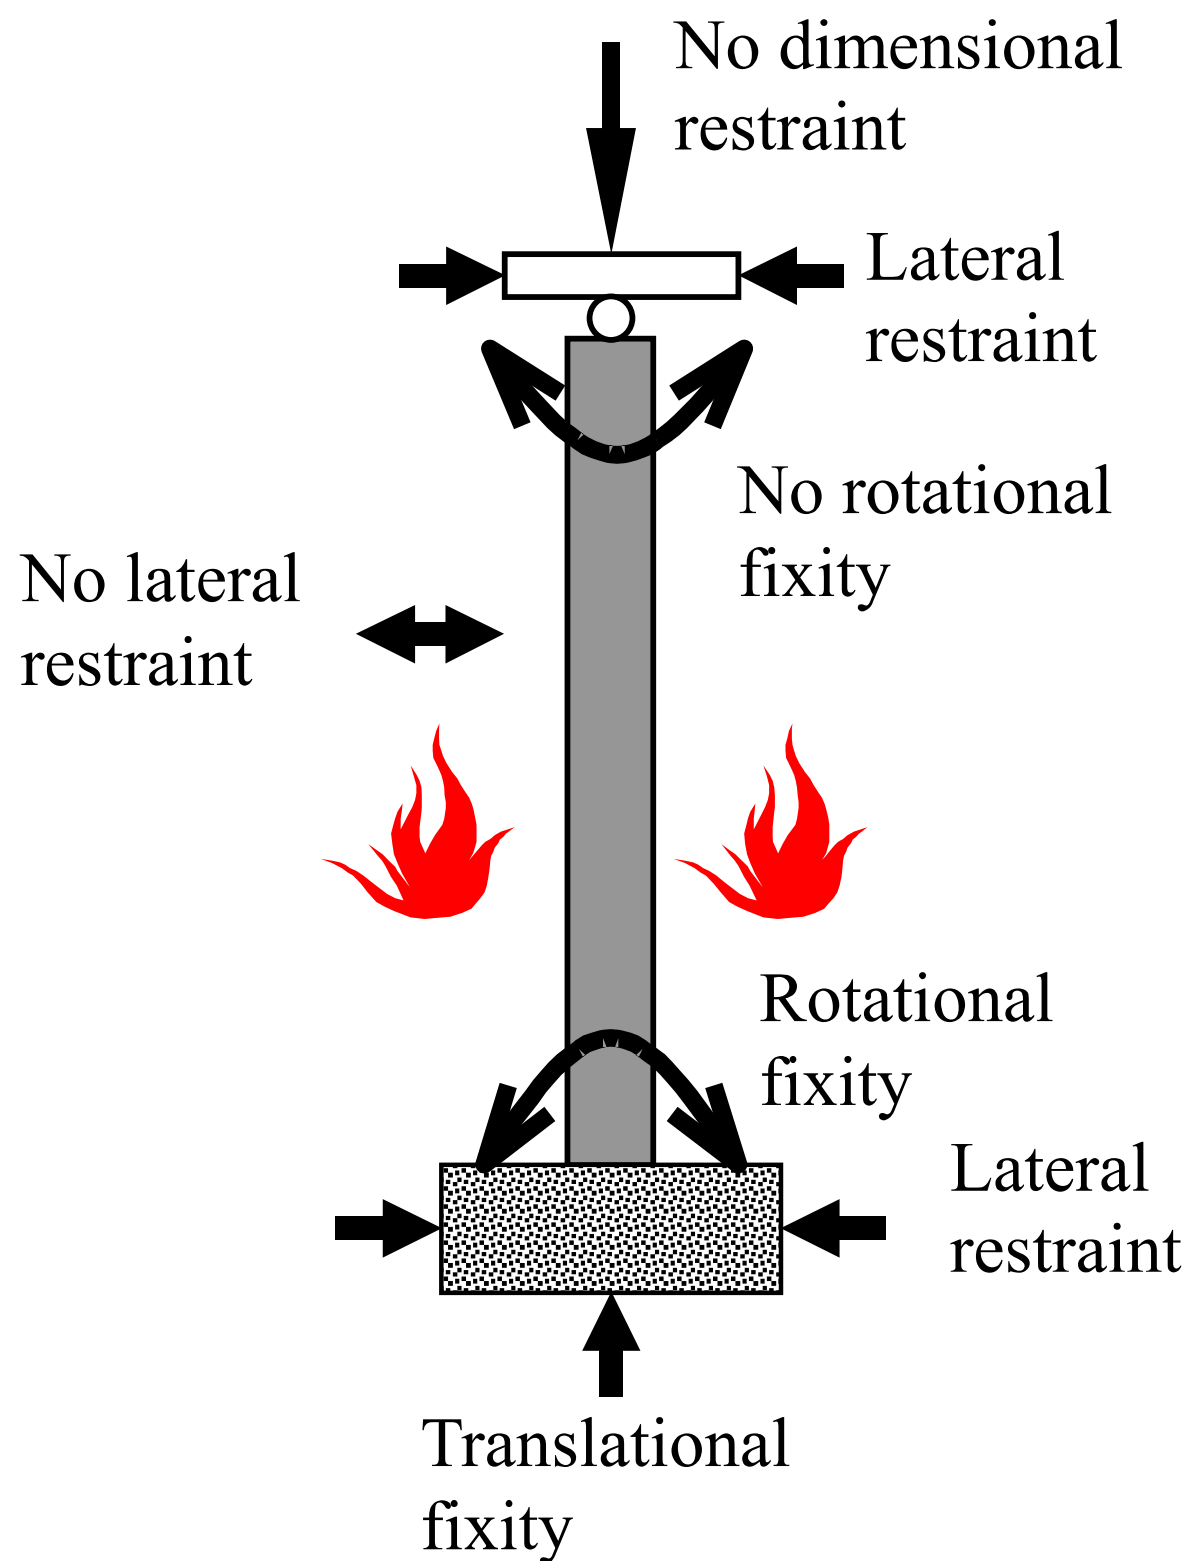 No dimensional
restraint
Lateral
restraint
No rotational
fixity
No lateral
restraint
Rotational
fixity
Lateral
restraint
Translational
fixity